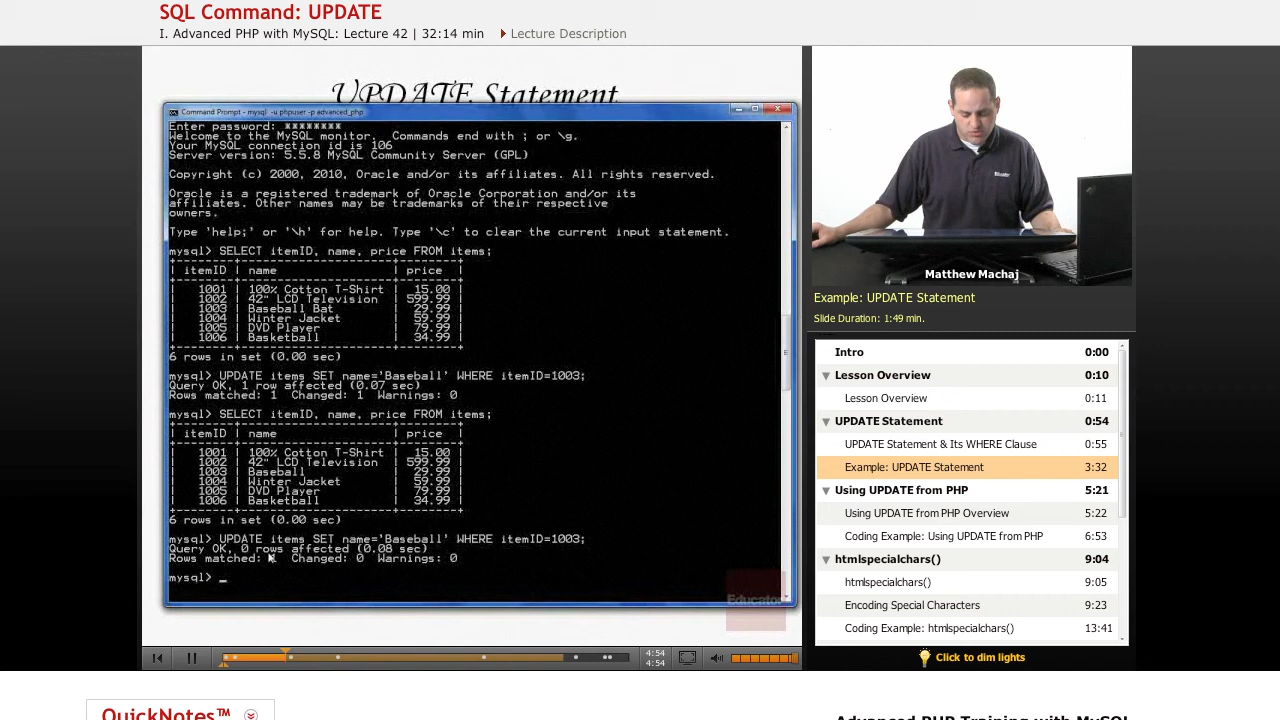 SQL Command: UPDATE
I. Advanced PHP with MySQL: Lecture 42 | 32:14 min
Lecture Description
UPDATE Statement
Command Prompt - mysql -u phpuser -p advanced_php
Enter password: ********
Welcome to the MySQL monitor.  Commands end with ; or \g.
Your MySQL connection id is 106
Server version: 5.5.8 MySQL Community Server (GPL)
Copyright (c) 2000, 2010, Oracle and/or its affiliates. All rights reserved.
Oracle is a registered trademark of Oracle Corporation and/or its
affiliates. Other names may be trademarks of their respective
owners.
Type 'help;' or '\h' for help. Type '\c' to clear the current input statement.
mysql> SELECT itemID, name, price FROM items;
+--------+----------------------+--------+
| itemID | name                 | price  |
+--------+----------------------+--------+
|   1001 | 100% Cotton T-Shirt  |  15.00 |
|   1002 | 42" LCD Television   | 599.99 |
|   1003 | Baseball Bat         |  29.99 |
|   1004 | Winter Jacket        |  59.99 |
|   1005 | DVD Player           |  79.99 |
|   1006 | Basketball           |  34.99 |
+--------+----------------------+--------+
6 rows in set (0.00 sec)
mysql> UPDATE items SET name='Baseball' WHERE itemID=1003;
Query OK, 1 row affected (0.07 sec)
Rows matched: 1  Changed: 1  Warnings: 0
mysql> SELECT itemID, name, price FROM items;
+--------+----------------------+--------+
| itemID | name                 | price  |
+--------+----------------------+--------+
|   1001 | 100% Cotton T-Shirt  |  15.00 |
|   1002 | 42" LCD Television   | 599.99 |
|   1003 | Baseball             |  29.99 |
|   1004 | Winter Jacket        |  59.99 |
|   1005 | DVD Player           |  79.99 |
|   1006 | Basketball           |  34.99 |
+--------+----------------------+--------+
6 rows in set (0.00 sec)
mysql> UPDATE items SET name='Baseball' WHERE itemID=1003;
Query OK, 0 rows affected (0.08 sec)
Rows matched: 1  Changed: 0  Warnings: 0
mysql> _
Educator
4:54
4:54
Educator
Matthew Machaj
Example: UPDATE Statement
Slide Duration: 1:49 min.
Intro 0:00
Lesson Overview 0:10
Lesson Overview 0:11
UPDATE Statement 0:54
UPDATE Statement & Its WHERE Clause 0:55
Example: UPDATE Statement 3:32
Using UPDATE from PHP 5:21
Using UPDATE from PHP Overview 5:22
Coding Example: Using UPDATE from PHP 6:53
htmlspecialchars() 9:04
htmlspecialchars() 9:05
Encoding Special Characters 9:23
Coding Example: htmlspecialchars() 13:41
Click to dim lights
QuickNotes™
Advanced PHP Training with MySQL